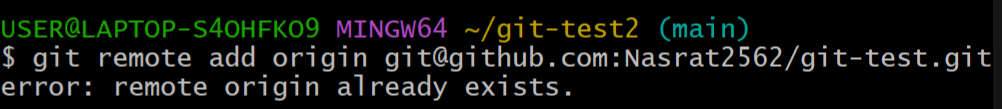 USER@LAPTOP-S4OHFKO9 MINGW64 ~/git-test2 (main)
$ git remote add origin git@github.com:Nasrat2562/git-test.git
error: remote origin already exists.